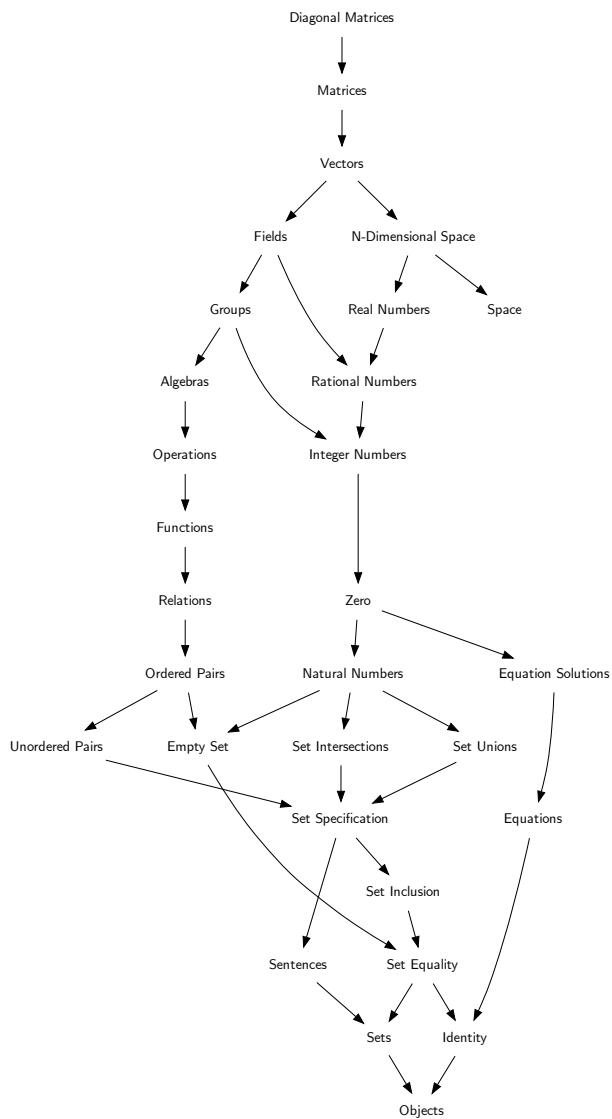 Diagonal Matrices
Matrices
Vectors
Fields
N-Dimensional Space
Groups
Real Numbers
Space
Algebras
Rational Numbers
Operations
Integer Numbers
Functions
Relations
Zero
Ordered Pairs
Natural Numbers
Equation Solutions
Unordered Pairs
Empty Set
Set Intersections
Set Unions
Set Specification
Equations
Set Inclusion
Sentences
Set Equality
Sets
Identity
Objects